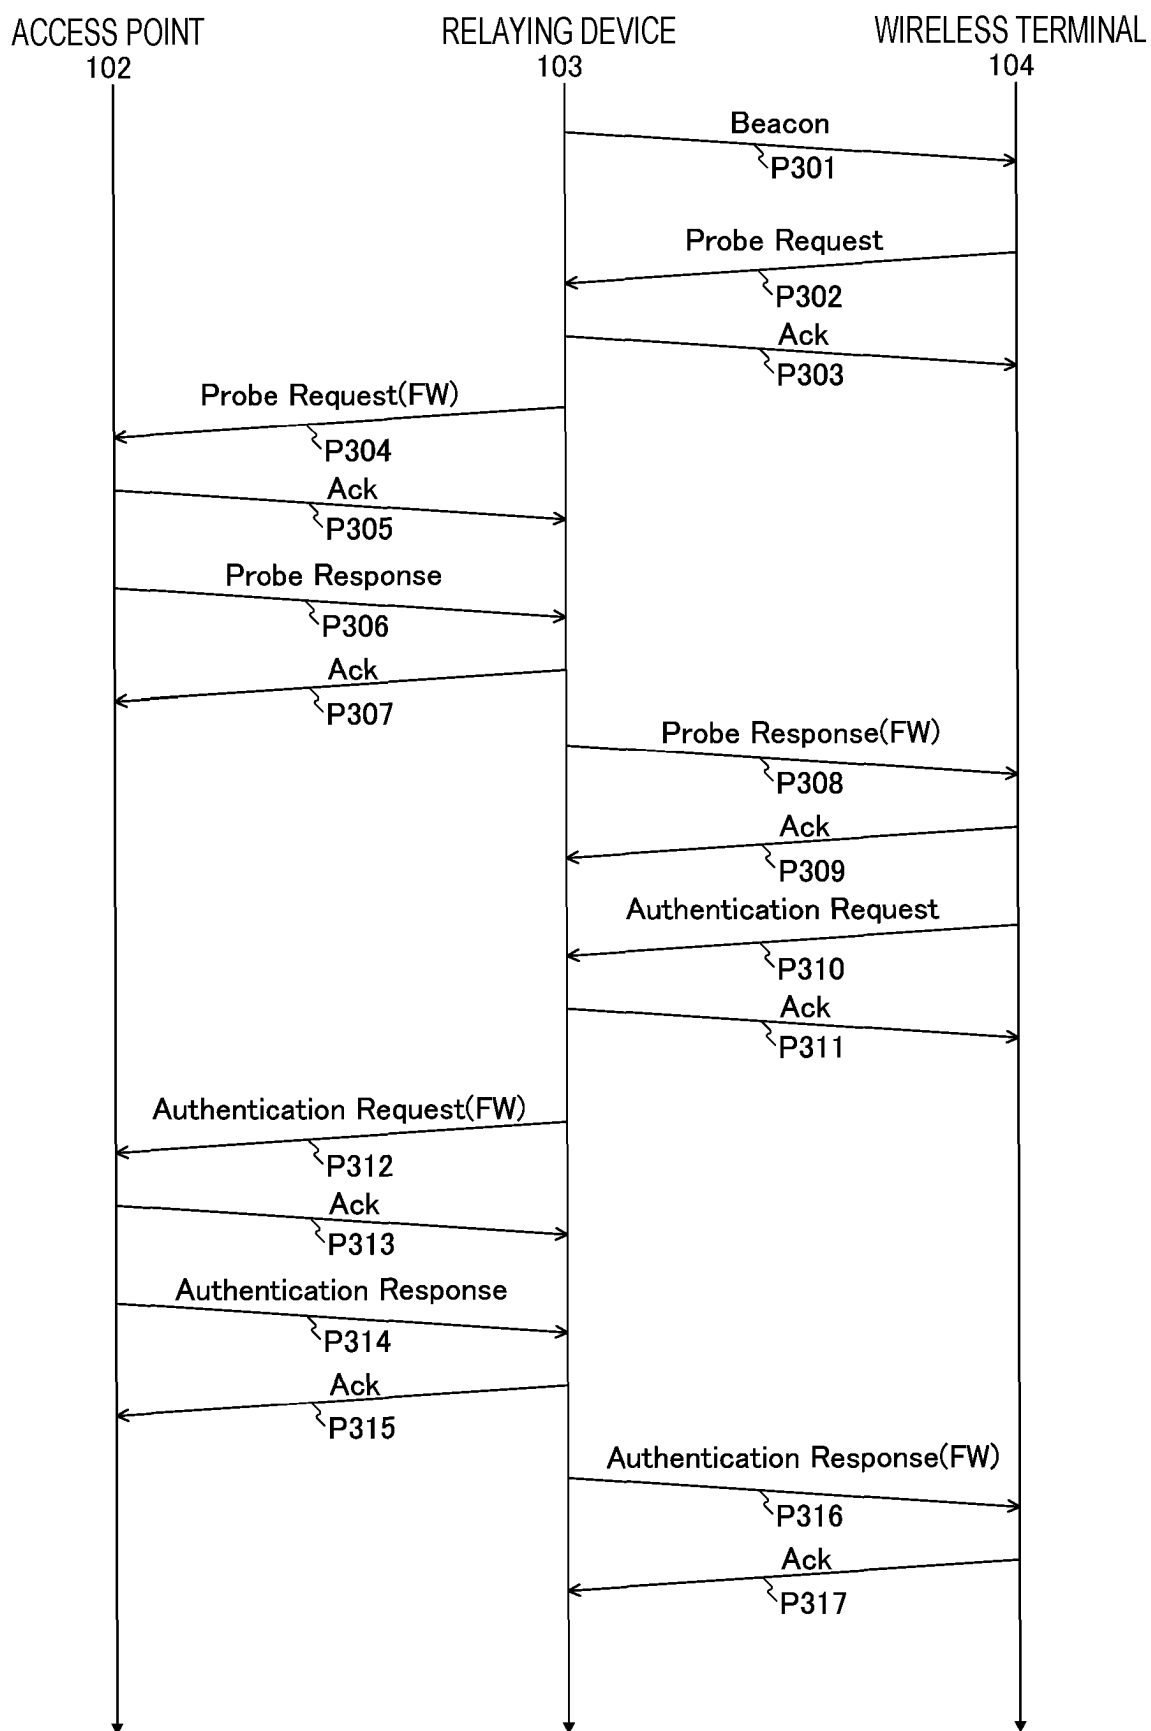 ACCESS POINT
102
RELAYING DEVICE
103
WIRELESS TERMINAL
104
Beacon
P301
Probe Request
P302
Ack
P303
Probe Request(FW)
P304
Ack
P305
Probe Response
P306
Ack
P307
Probe Response(FW)
P308
Ack
P309
Authentication Request
P310
Ack
P311
Authentication Request(FW)
P312
Ack
P313
Authentication Response
P314
Ack
P315
Authentication Response(FW)
P316
Ack
P317